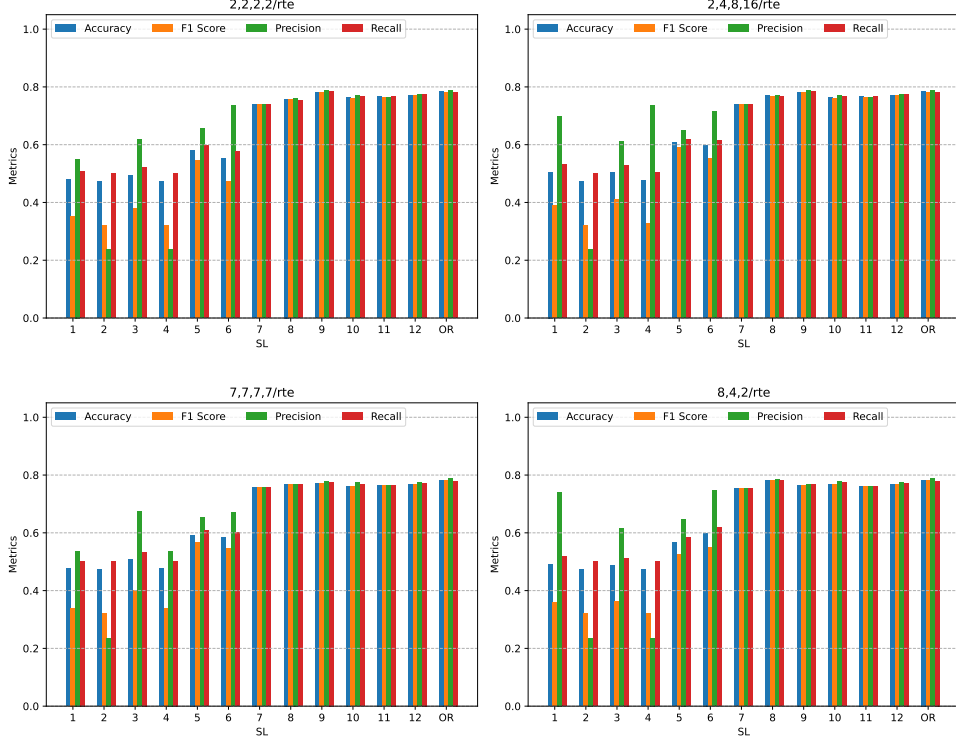 2,2,2,2/rte
Accuracy F1 Score Precision Recall
1.0
0.8
0.6
0.4
0.2
0.0
Metrics
1 2 3 4 5 6 7 8 9 10 11 12 OR
SL
2,4,8,16/rte
Accuracy F1 Score Precision Recall
1.0
0.8
0.6
0.4
0.2
0.0
Metrics
1 2 3 4 5 6 7 8 9 10 11 12 OR
SL
7,7,7,7/rte
Accuracy F1 Score Precision Recall
1.0
0.8
0.6
0.4
0.2
0.0
Metrics
1 2 3 4 5 6 7 8 9 10 11 12 OR
SL
8,4,2/rte
Accuracy F1 Score Precision Recall
1.0
0.8
0.6
0.4
0.2
0.0
Metrics
1 2 3 4 5 6 7 8 9 10 11 12 OR
SL